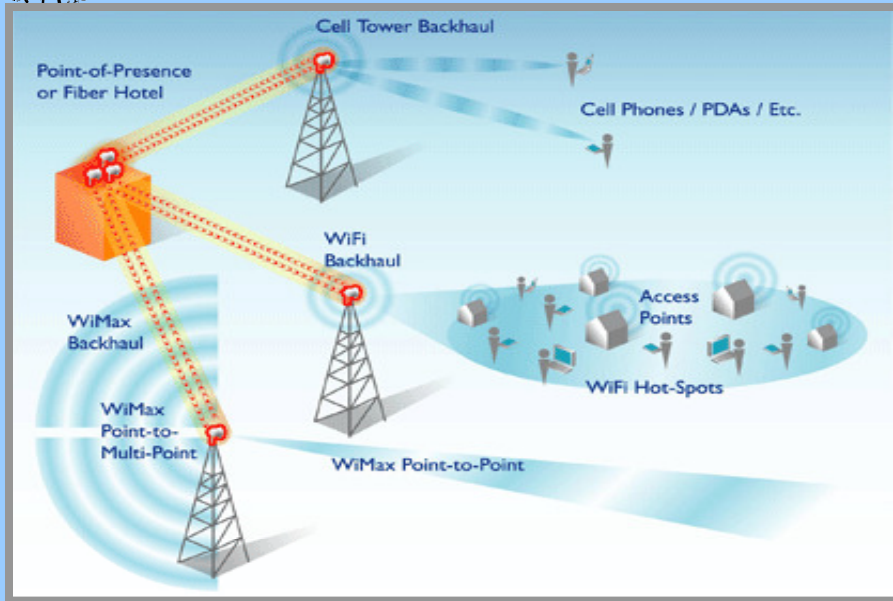 Cell Tower Backhaul
Point-of-Presence
or Fiber Hotel
Cell Phones / PDAs / Etc.
WiFi
Backhaul
Access
Points
WiMax
Backhaul
WiFi Hot-Spots
WiMax
Point-to-
Multi-Point
WiMax Point-to-Point